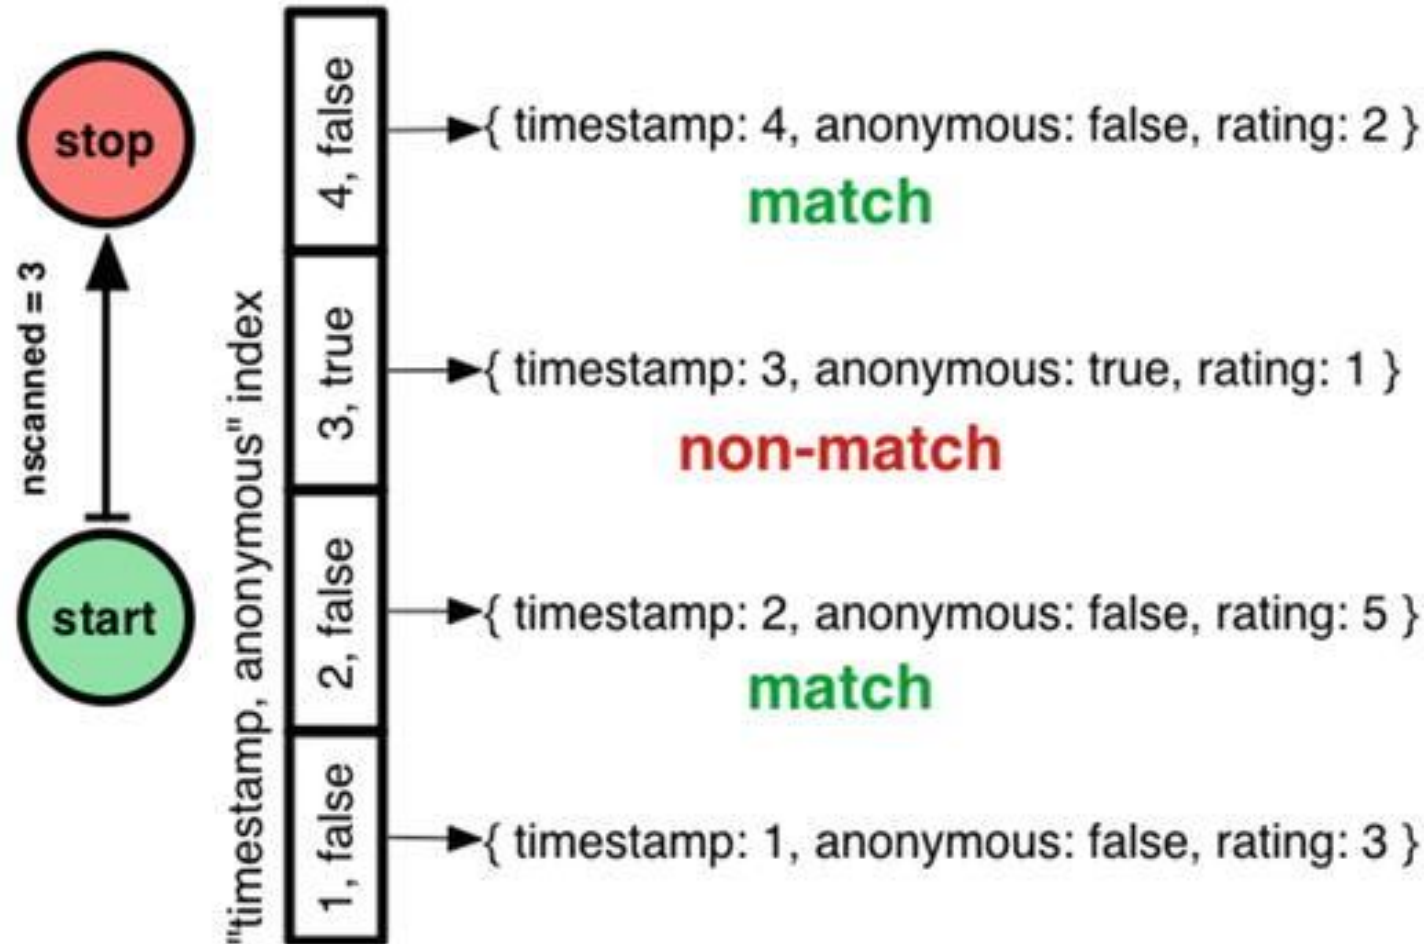 stop
nscanned = 3
start
"timestamp, anonymous" index
4, false
{ timestamp: 4, anonymous: false, rating: 2 }
match
3, true
{ timestamp: 3, anonymous: true, rating: 1 }
non-match
2, false
{ timestamp: 2, anonymous: false, rating: 5 }
match
1, false
{ timestamp: 1, anonymous: false, rating: 3 }